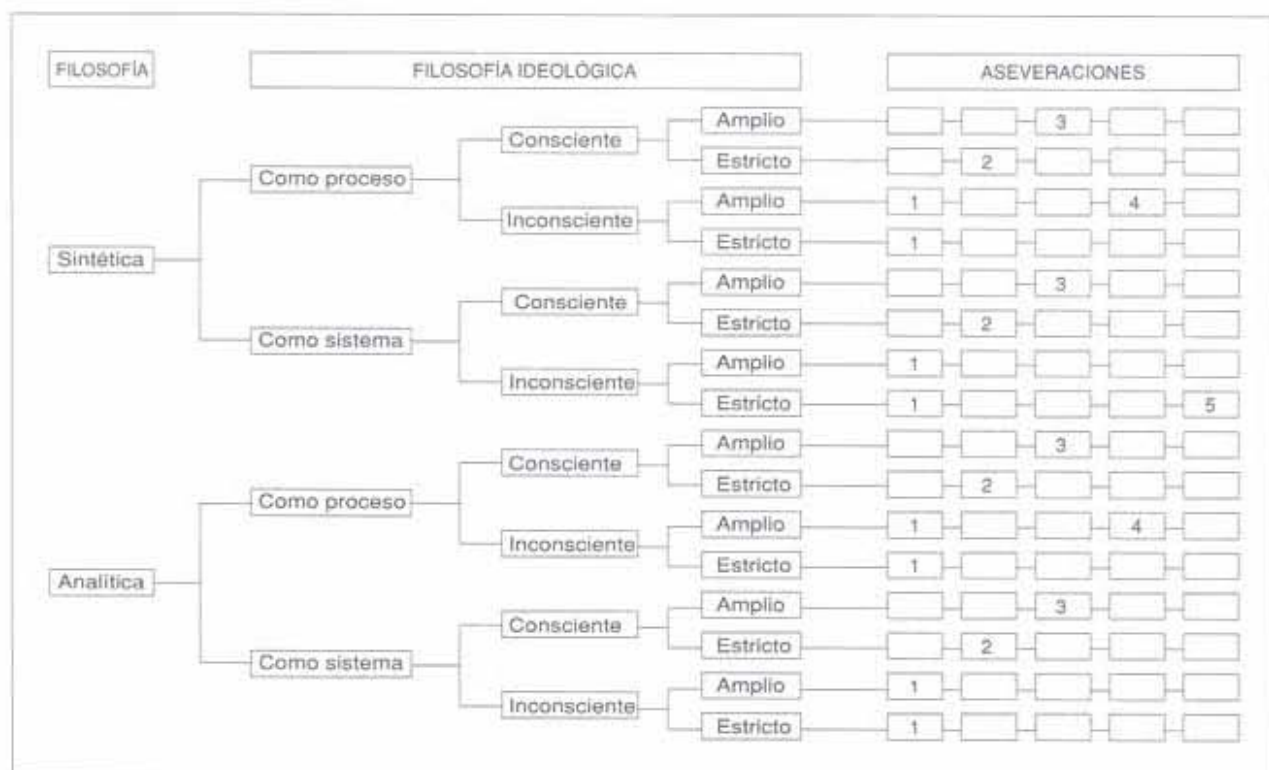 FILOSOFÍA FILOSOFÍA IDEOLÓGICA ASEVERACIONES
Amplio 3
Consciente
Estricto 2
Como proceso
Amplio 1 4
Inconsciente
Estricto 1
Sintética
Amplio 3
Consciente
Estricto 2
Como sistema
Amplio 1
Inconsciente
Estricto 1 5
Amplio 3
Consciente
Estricto 2
Como proceso
Amplio 1 4
Inconsciente
Estricto 1
Analítica
Amplio 3
Consciente
Estricto 2
Como sistema
Amplio 1
Inconsciente
Estricto 1